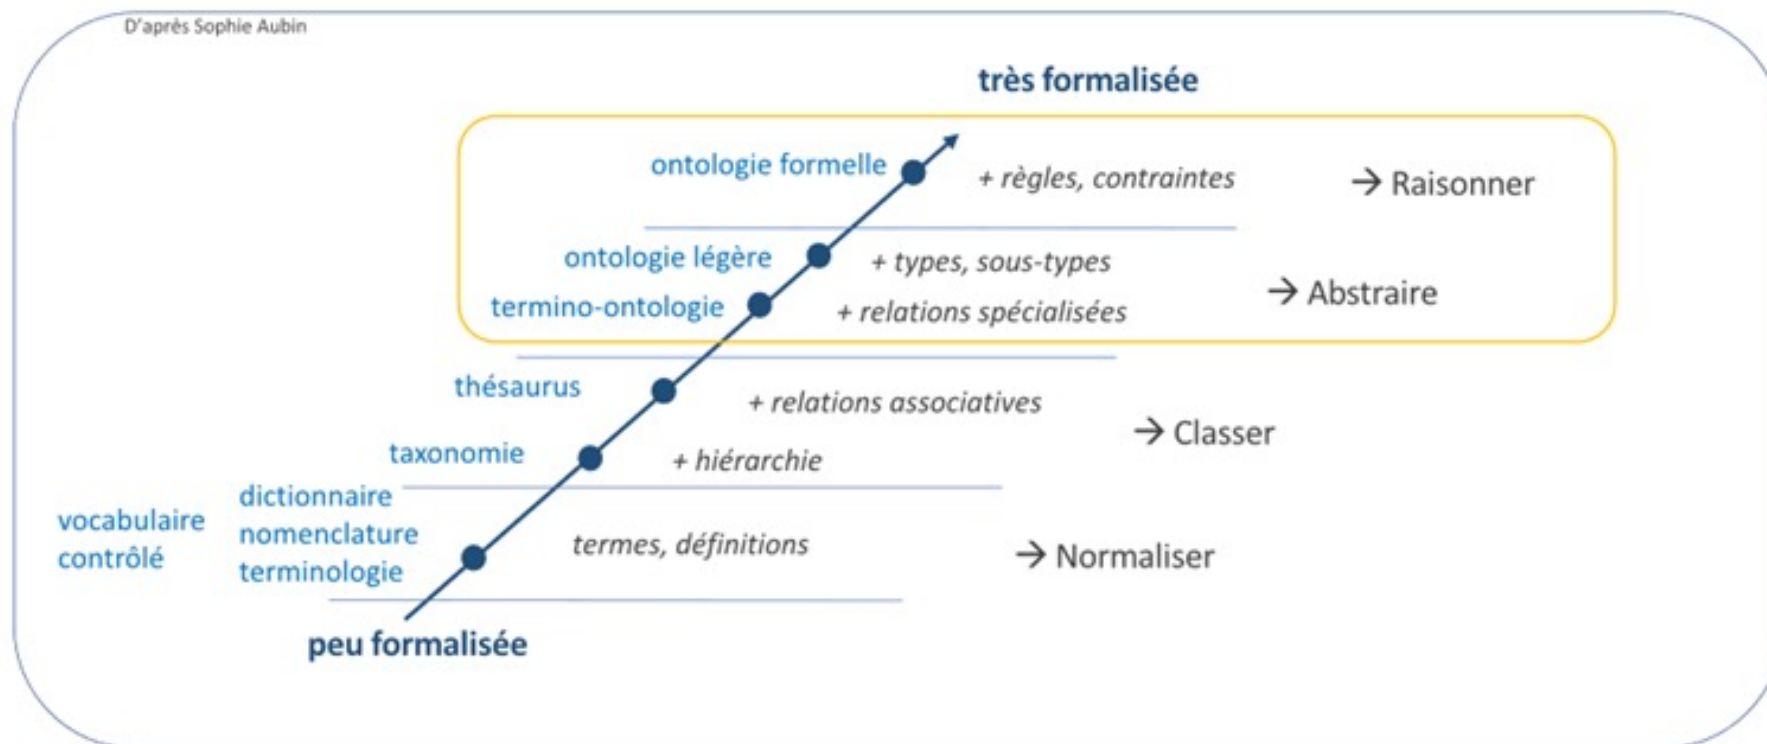 D'après Sophie Aubin
très formalisée
ontologie formelle
+ règles, contraintes
→ Raisonner
ontologie légère
+ types, sous-types
termino-ontologie
+ relations spécialisées
→ Abstraire
thésaurus
+ relations associatives
taxonomie
+ hiérarchie
→ Classer
vocabulaire
contrôlé
dictionnaire
nomenclature
terminologie
termes, définitions
→ Normaliser
peu formalisée